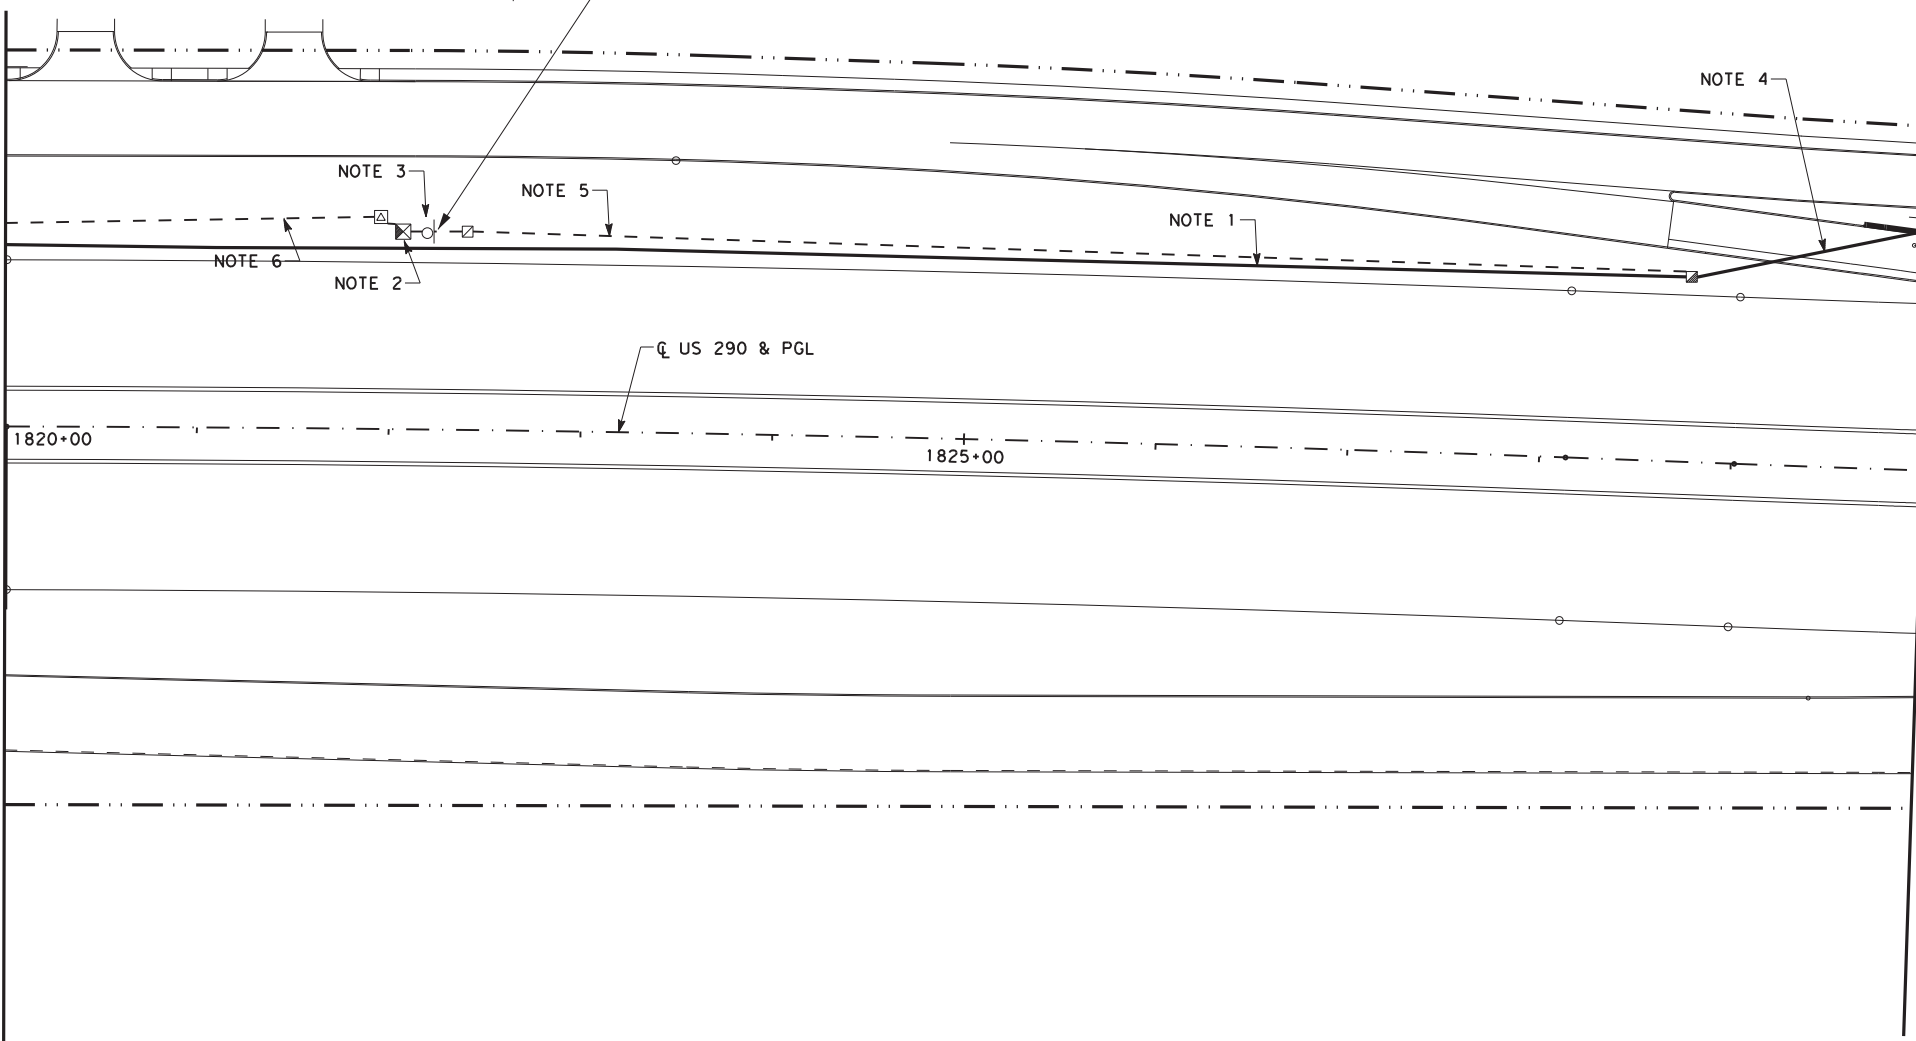 NOTE 4
NOTE 3
NOTE 5
NOTE 1
NOTE 6
NOTE 2
℄ US 290 & PGL
1820+00
1825+00